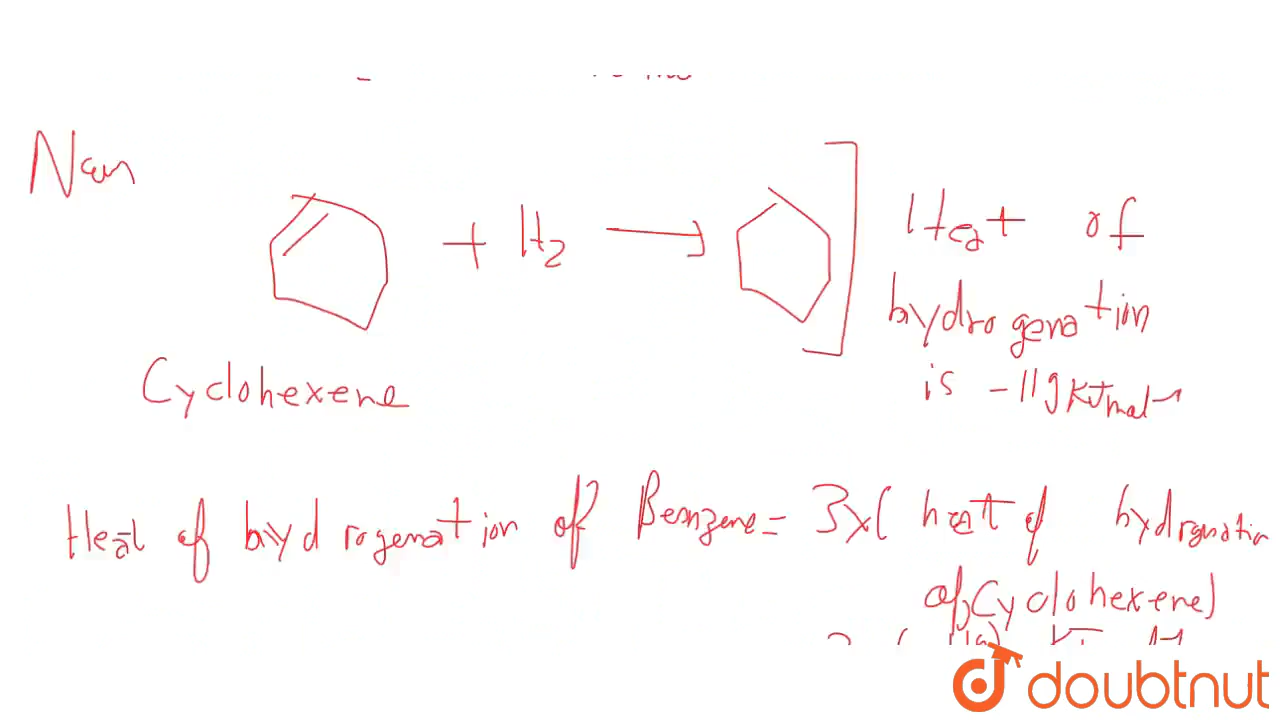 Now
+ H2 →
Heat of
hydrogenation
is -119 KJ mol-1
Cyclohexene
Heat of hydrogenation of Benzene = 3x( heat of hydrogenation
of Cyclohexene)
doubtnut